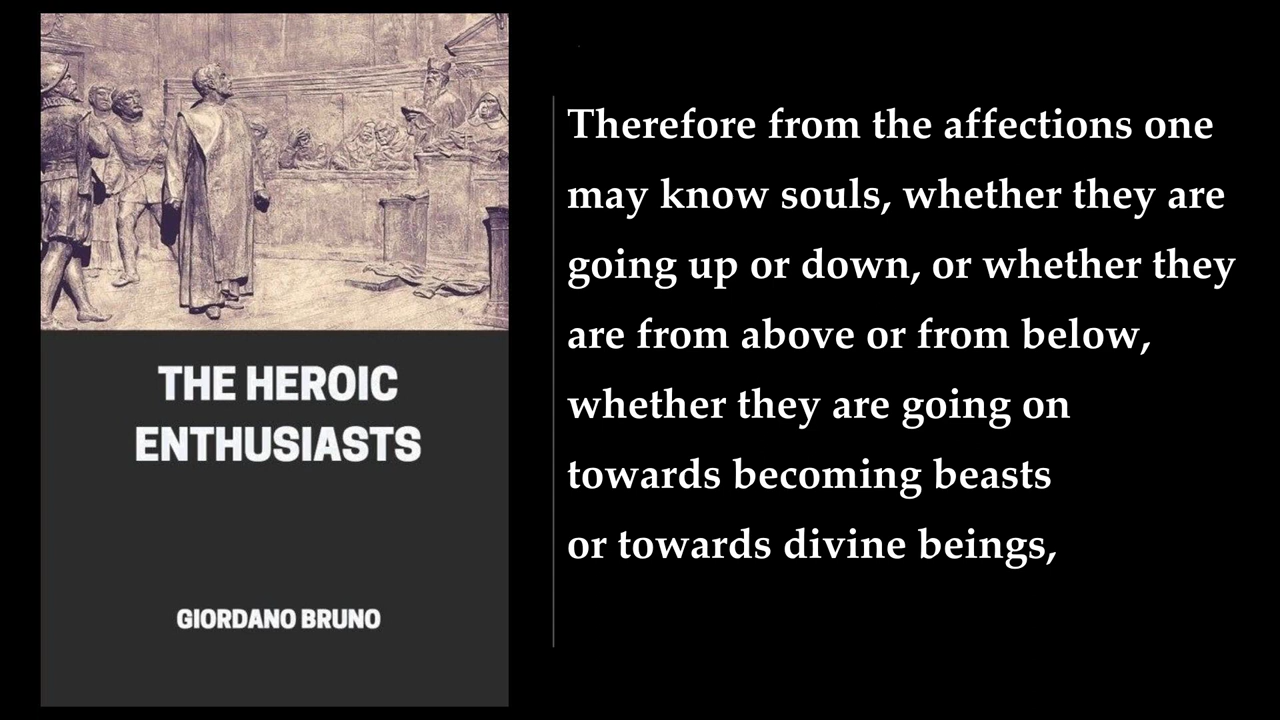 THE HEROIC
ENTHUSIASTS
GIORDANO BRUNO
Therefore from the affections one
may know souls, whether they are
going up or down, or whether they
are from above or from below,
whether they are going on
towards becoming beasts
or towards divine beings,